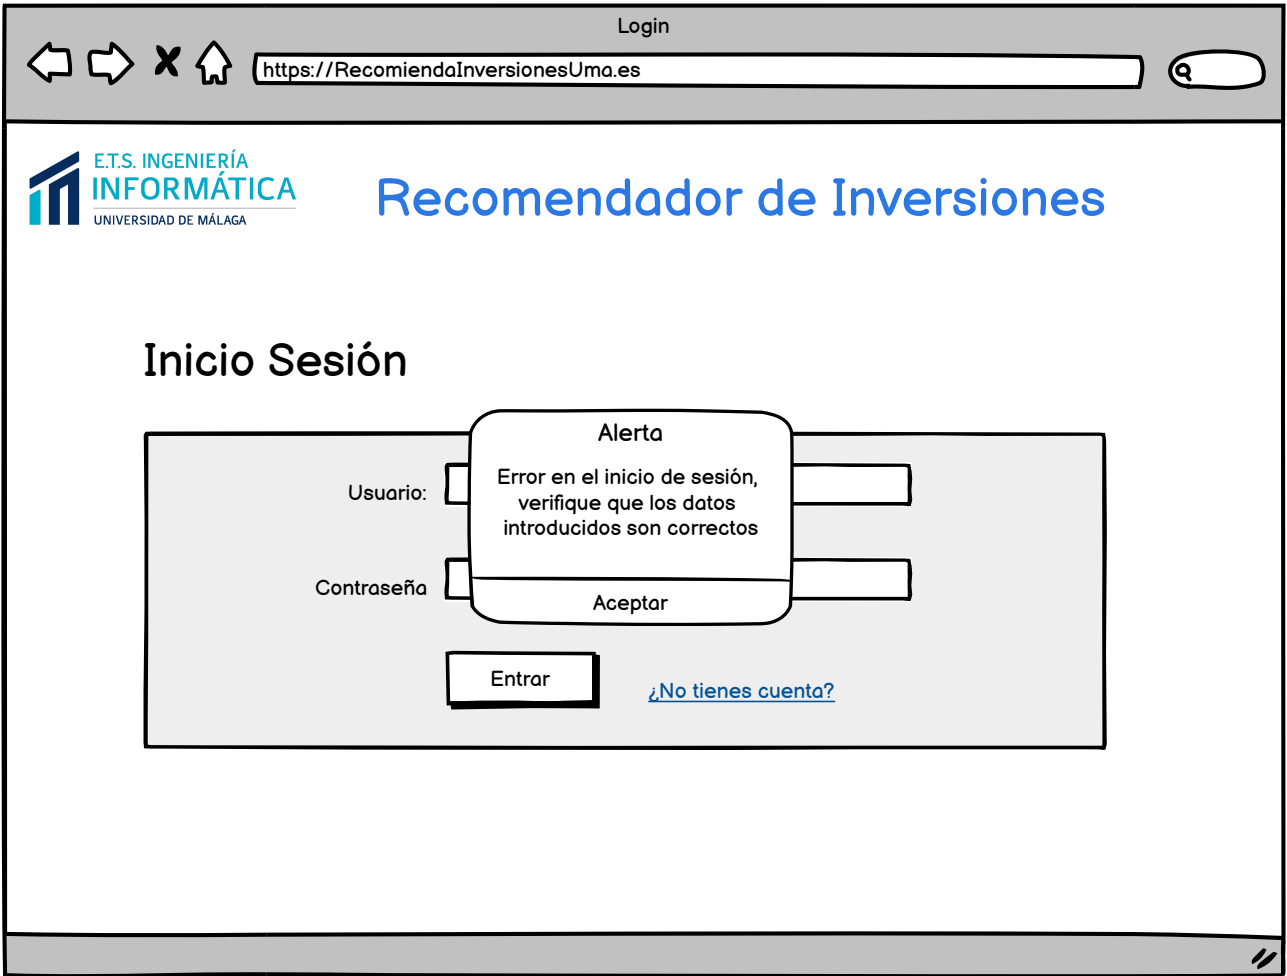 Login
https://RecomiendaInversionesUma.es
E.T.S. INGENIERÍA
INFORMÁTICA
UNIVERSIDAD DE MÁLAGA
Recomendador de Inversiones
Inicio Sesión
Alerta
Error en el inicio de sesión,
verifique que los datos
introducidos son correctos
Aceptar
Usuario:
Contraseña
Entrar
¿No tienes cuenta?